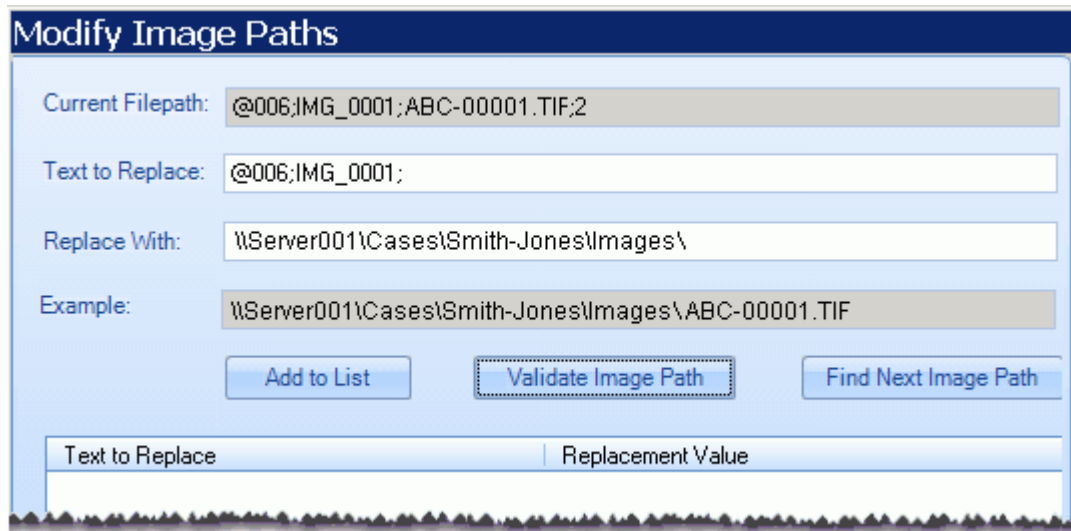 Modify Image Paths
Current Filepath: @006;IMG_0001;ABC-00001.TIF;2
Text to Replace: @006;IMG_0001;
Replace With: \\Server001\Cases\Smith-Jones\Images\
Example: \\Server001\Cases\Smith-Jones\Images\ABC-00001.TIF
Add to List Validate Image Path Find Next Image Path
Text to Replace Replacement Value